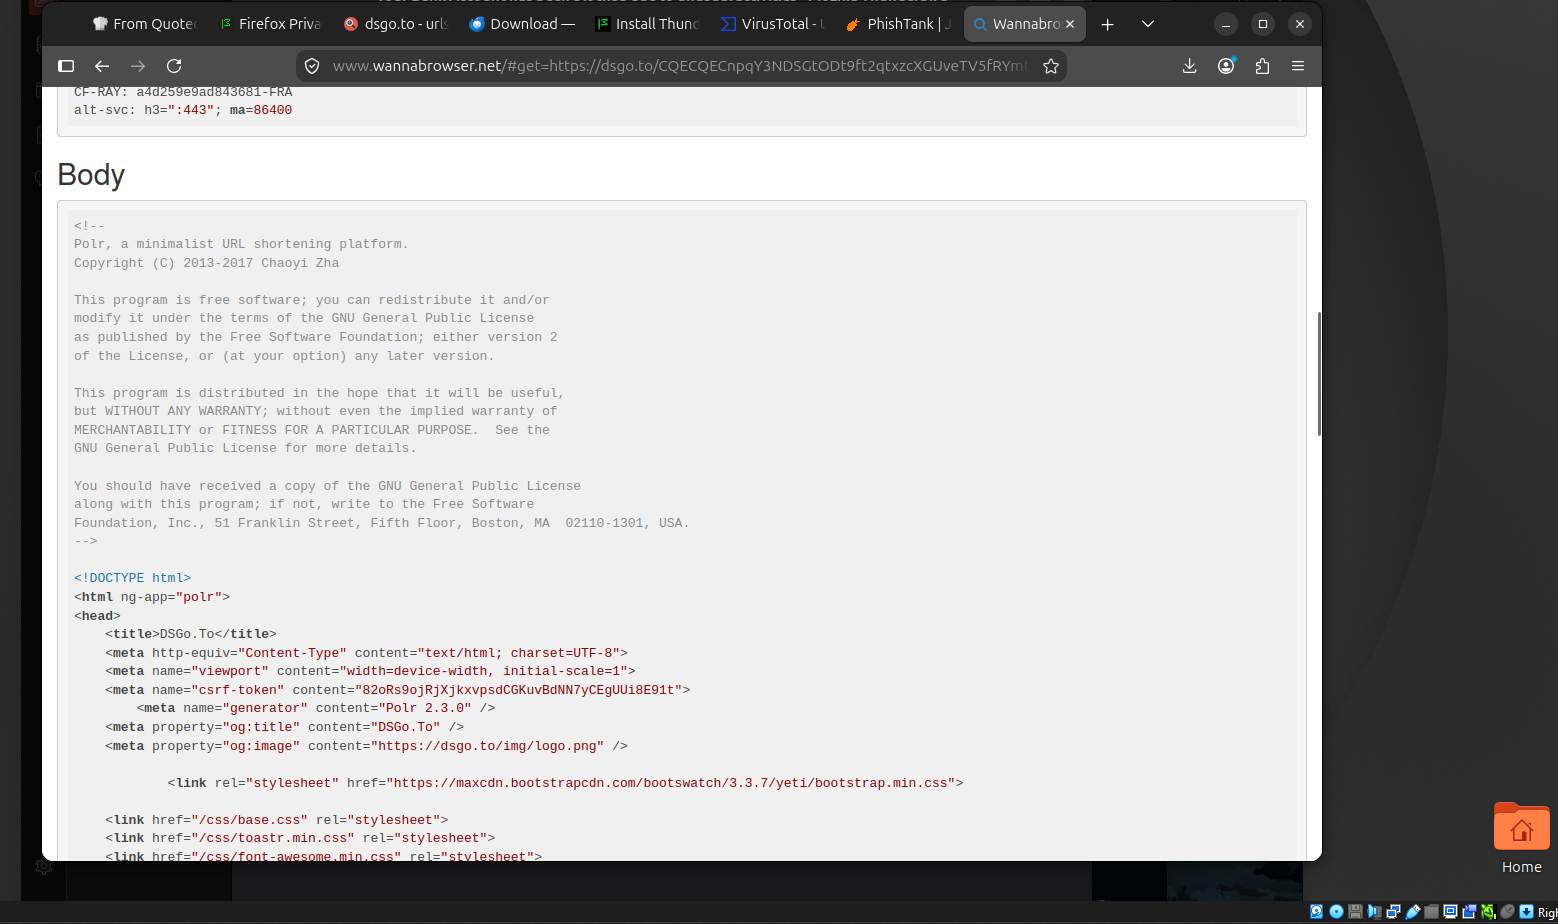 From Quote
Firefox Priva
dsgo.to - urls
Download —
Install Thund
VirusTotal -
PhishTank |
Wannabro
www.wannabrowser.net/#get=https://dsgo.to/CQECQECnpqY3NDSGtODt9ft2qtxzcXGUveTV5fRYm
CF-RAY: a4d259e9ad843681-FRA
alt-svc: h3=":443"; ma=86400
Body
<!--
Polr, a minimalist URL shortening platform.
Copyright (C) 2013-2017 Chaoyi Zha
This program is free software; you can redistribute it and/or
modify it under the terms of the GNU General Public License
as published by the Free Software Foundation; either version 2
of the License, or (at your option) any later version.
This program is distributed in the hope that it will be useful,
but WITHOUT ANY WARRANTY; without even the implied warranty of
MERCHANTABILITY or FITNESS FOR A PARTICULAR PURPOSE.  See the
GNU General Public License for more details.
You should have received a copy of the GNU General Public License
along with this program; if not, write to the Free Software
Foundation, Inc., 51 Franklin Street, Fifth Floor, Boston, MA  02110-1301, USA.
-->
<!DOCTYPE html>
<html ng-app="polr">
<head>
<title>DSGo.To</title>
<meta http-equiv="Content-Type" content="text/html; charset=UTF-8">
<meta name="viewport" content="width=device-width, initial-scale=1">
<meta name="csrf-token" content="82oRs9ojRjXjkxvpsdCGKuvBdNN7yCEgUUi8E91t">
<meta name="generator" content="Polr 2.3.0" />
<meta property="og:title" content="DSGo.To" />
<meta property="og:image" content="https://dsgo.to/img/logo.png" />
<link rel="stylesheet" href="https://maxcdn.bootstrapcdn.com/bootswatch/3.3.7/yeti/bootstrap.min.css">
<link href="/css/base.css" rel="stylesheet">
<link href="/css/toastr.min.css" rel="stylesheet">
<link href="/css/font-awesome.min.css" rel="stylesheet">
Home
Righ